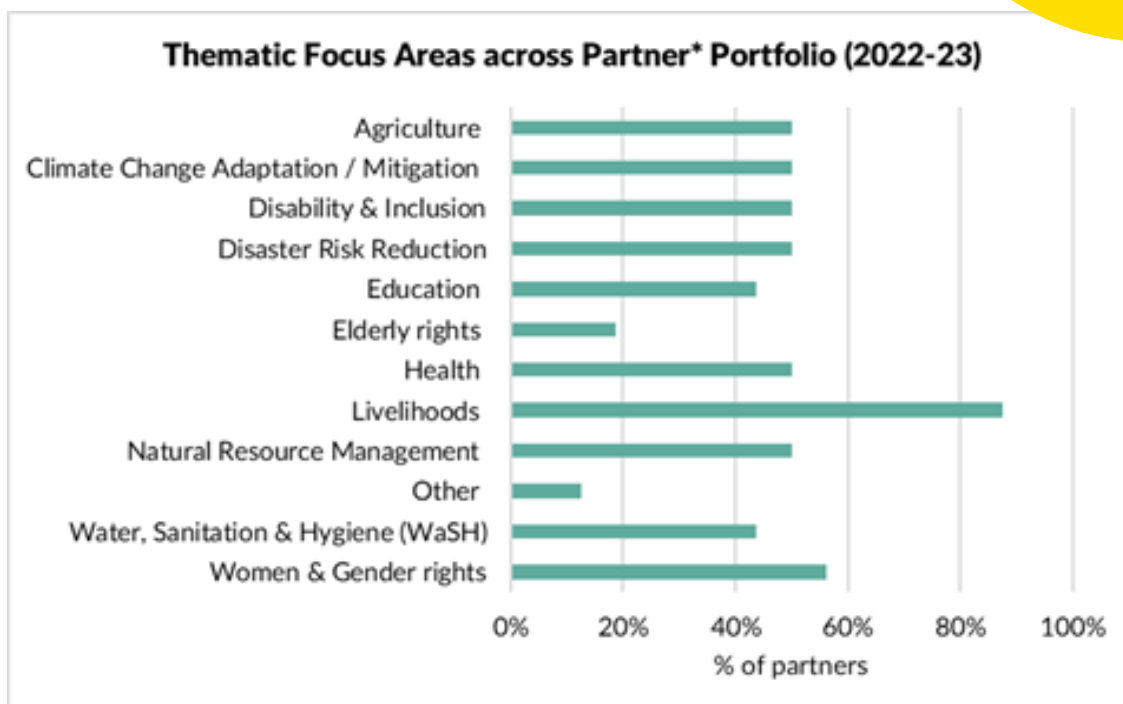 Thematic Focus Areas across Partner* Portfolio (2022-23)
Agriculture
Climate Change Adaptation / Mitigation
Disability & Inclusion
Disaster Risk Reduction
Education
Elderly rights
Health
Livelihoods
Natural Resource Management
Other
Water, Sanitation & Hygiene (WaSH)
Women & Gender rights
0% 20% 40% 60% 80% 100%
% of partners